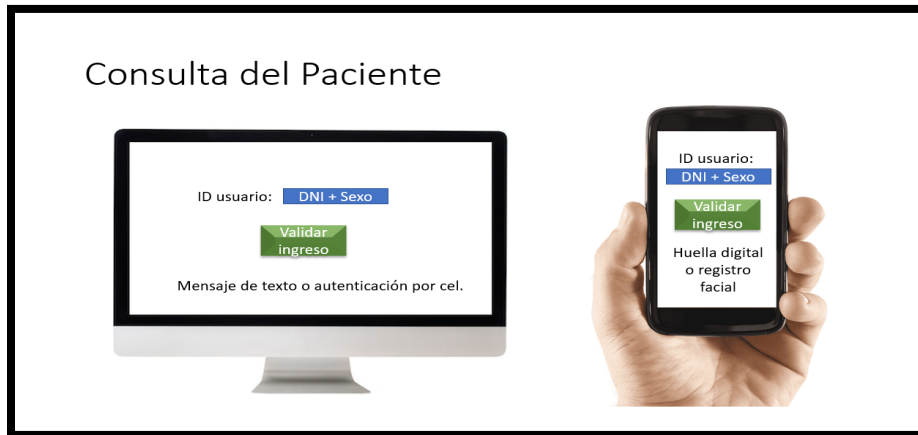 Consulta del Paciente
ID usuario: DNI + Sexo
Validar
ingreso
Mensaje de texto o autenticación por cel.
ID usuario:
DNI + Sexo
Validar
ingreso
Huella digital
o registro
facial